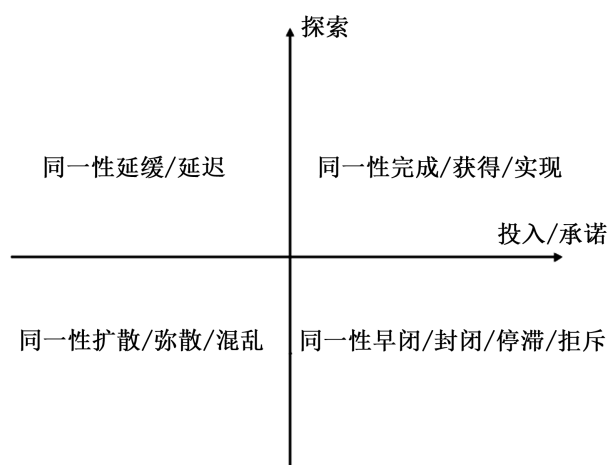 探索
同一性延缓/延迟
同一性完成/获得/实现
投入/承诺
同一性扩散/弥散/混乱
同一性早闭/封闭/停滞/拒斥